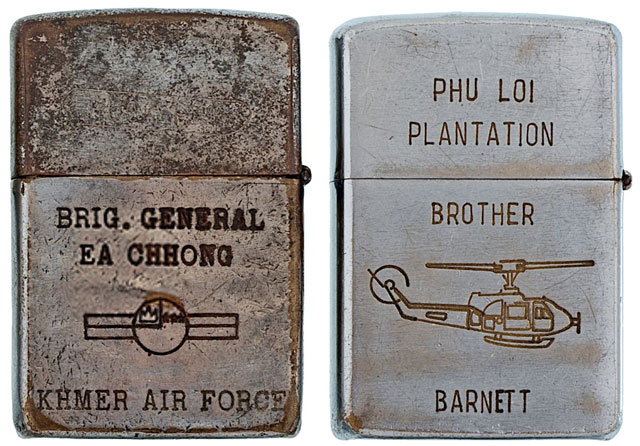 BRIG. GENERAL
EA CHHONG
KHMER AIR FORCE
PHU LOI
PLANTATION
BROTHER
BARNETT